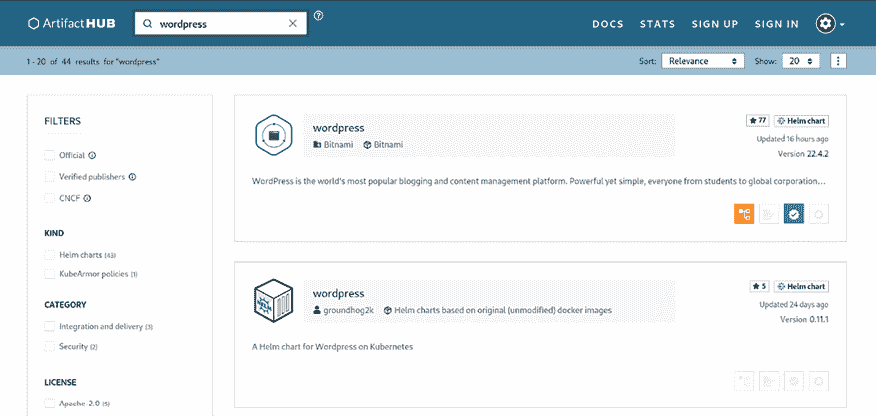 ArtifactHUB
wordpress
DOCS STATS SIGN UP SIGN IN
1 - 20 of 44 results for "wordpress"
Sort: Relevance Show: 20
FILTERS
Official
Verified publishers
CNCF
KIND
Helm charts (43)
KubeArmor policies (1)
CATEGORY
Integration and delivery (3)
Security (2)
LICENSE
Apache-2.0 (5)
wordpress
Bitnami Bitnami
77 Helm chart
Updated 16 hours ago
Version 22.4.2
WordPress is the world's most popular blogging and content management platform. Powerful yet simple, everyone from students to global corporation...
wordpress
groundhog2k Helm charts based on original (unmodified) docker images
5 Helm chart
Updated 24 days ago
Version 0.11.1
A Helm chart for Wordpress on Kubernetes